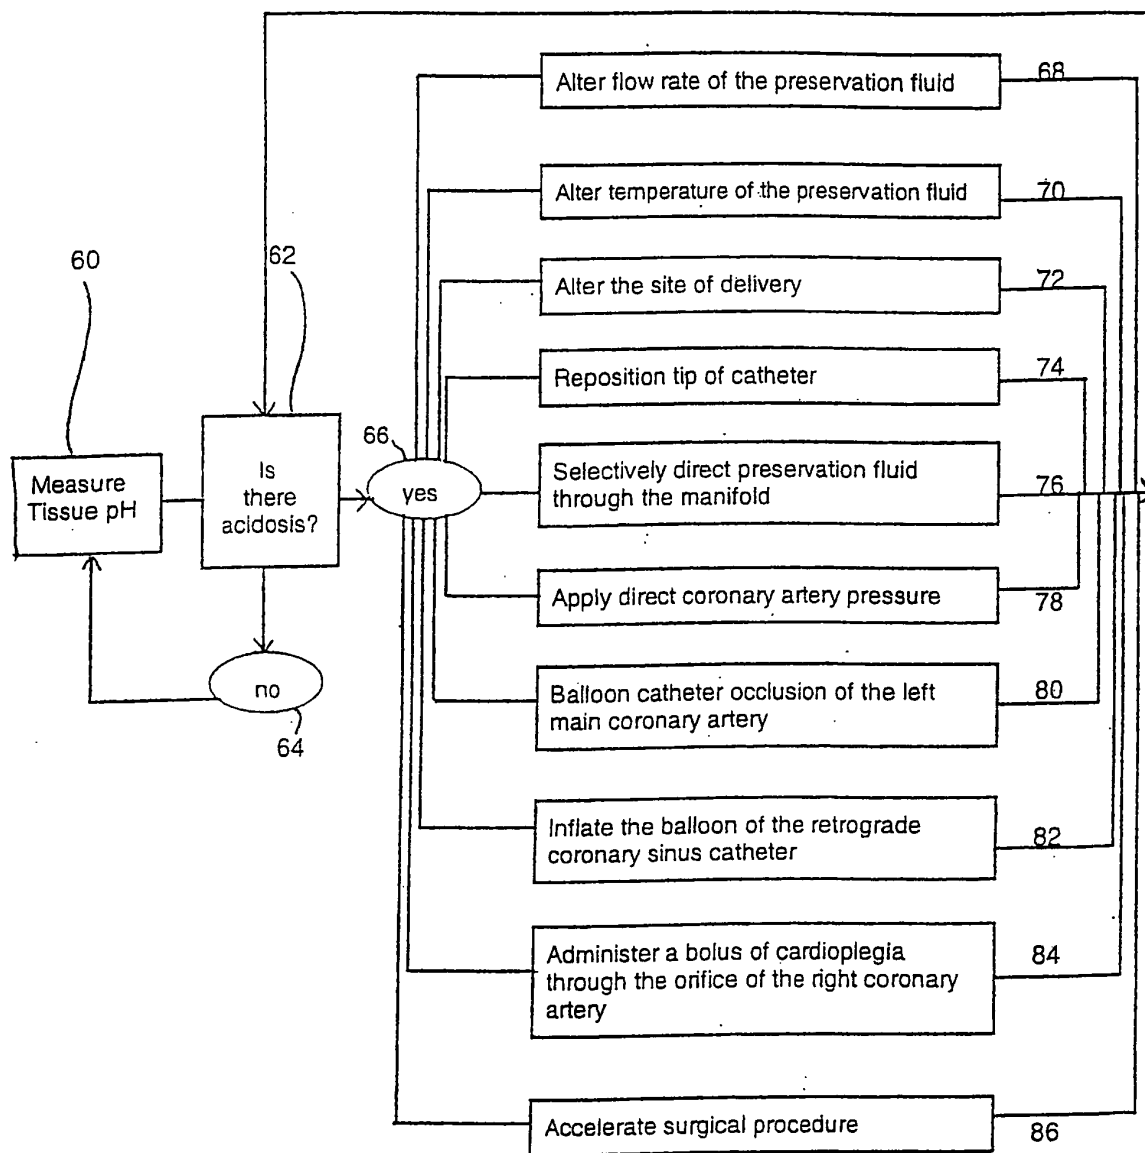 Alter flow rate of the preservation fluid
68
Alter temperature of the preservation fluid
70
60
62
Alter the site of delivery
72
Reposition tip of catheter
74
66
Measure
Tissue pH
Is
there
acidosis?
yes
Selectively direct preservation fluid
through the manifold
76
Apply direct coronary artery pressure
78
no
64
Balloon catheter occlusion of the left
main coronary artery
80
Inflate the balloon of the retrograde
coronary sinus catheter
82
Administer a bolus of cardioplegia
through the orifice of the right coronary
artery
84
Accelerate surgical procedure
86